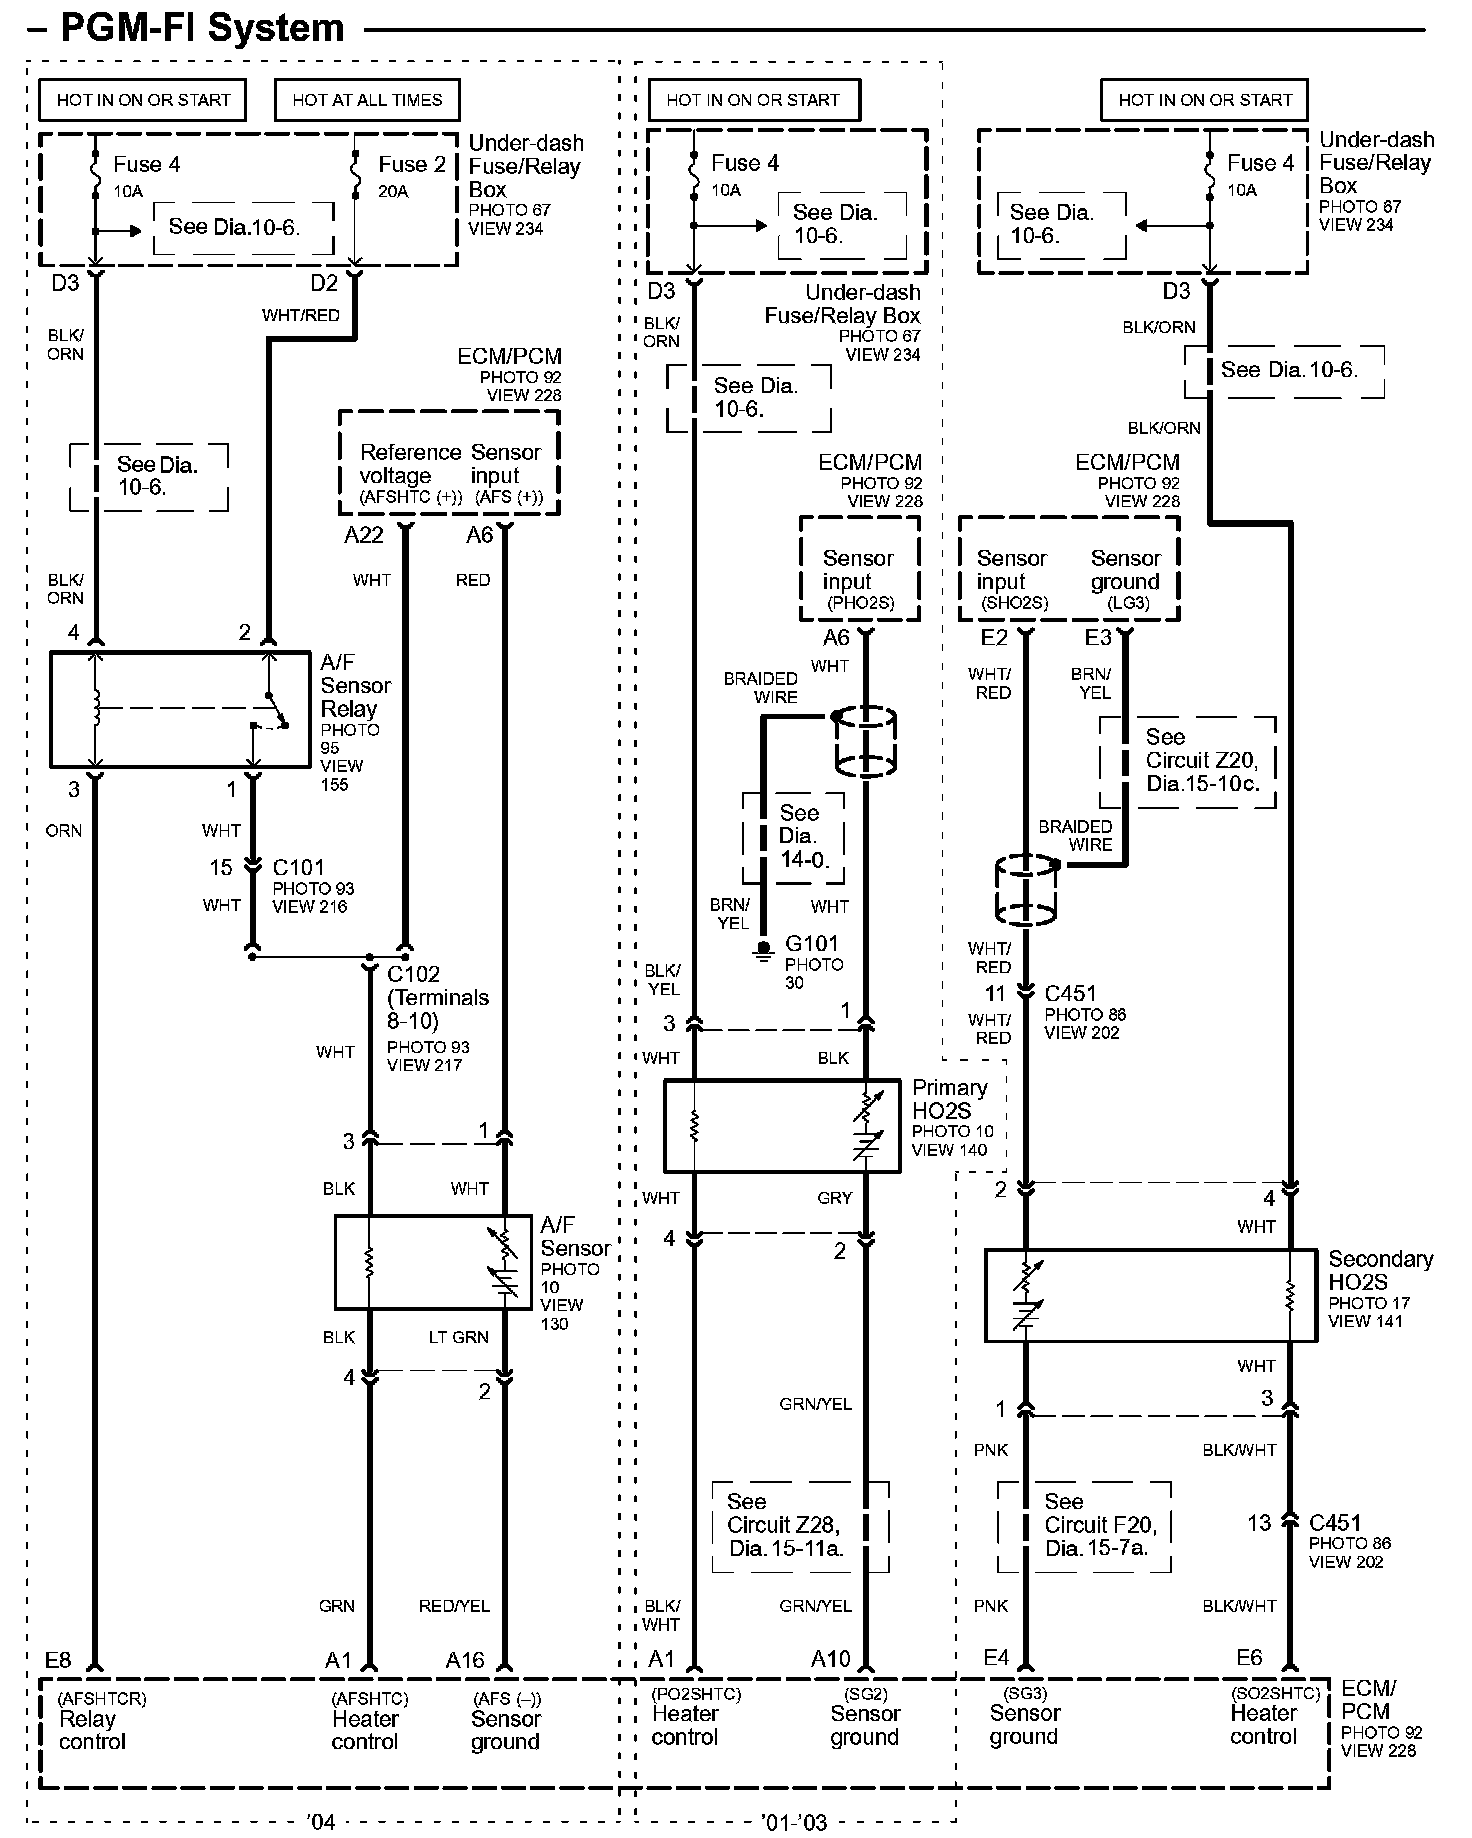 PGM-FI System
HOT IN ON OR START
HOT AT ALL TIMES
Fuse 4
10A
Fuse 2
20A
See Dia.10-6.
Under-dash
Fuse/Relay
Box
PHOTO 67
VIEW 234
D3
D2
BLK/
ORN
WHT/RED
ECM/PCM
PHOTO 92
VIEW 228
See Dia.
10-6.
Reference
voltage
(AFSHTC (+))
Sensor
input
(AFS (+))
A22
A6
BLK/
ORN
WHT
RED
4
2
A/F
Sensor
Relay
PHOTO
95
VIEW
155
3
1
ORN
WHT
15
C101
PHOTO 93
VIEW 216
WHT
C102
(Terminals
8-10)
PHOTO 93
VIEW 217
WHT
3
1
BLK
WHT
A/F
Sensor
PHOTO
10
VIEW
130
BLK
LT GRN
4
2
GRN
RED/YEL
E8
A1
A16
(AFSHTCR)
Relay
control
(AFSHTC)
Heater
control
(AFS (–))
Sensor
ground
'04
HOT IN ON OR START
Fuse 4
10A
See Dia.
10-6.
D3
Under-dash
Fuse/Relay Box
PHOTO 67
VIEW 234
BLK/
ORN
See Dia.
10-6.
ECM/PCM
PHOTO 92
VIEW 228
Sensor
input
(PHO2S)
A6
WHT
BRAIDED
WIRE
See
Dia.
14-0.
BRN/
YEL
WHT
G101
PHOTO
30
BLK/
YEL
3
1
WHT
BLK
Primary
HO2S
PHOTO 10
VIEW 140
WHT
GRY
4
2
GRN/YEL
See
Circuit Z28,
Dia.15-11a.
BLK/
WHT
GRN/YEL
A1
A10
(PO2SHTC)
Heater
control
(SG2)
Sensor
ground
'01-'03
HOT IN ON OR START
See Dia.
10-6.
Fuse 4
10A
Under-dash
Fuse/Relay
Box
PHOTO 67
VIEW 234
D3
BLK/ORN
See Dia.10-6.
BLK/ORN
ECM/PCM
PHOTO 92
VIEW 228
Sensor
input
(SHO2S)
Sensor
ground
(LG3)
E2
E3
WHT/
RED
BRN/
YEL
See
Circuit Z20,
Dia.15-10c.
BRAIDED
WIRE
WHT/
RED
11
C451
PHOTO 86
VIEW 202
WHT/
RED
2
4
WHT
Secondary
HO2S
PHOTO 17
VIEW 141
WHT
1
3
PNK
BLK/WHT
See
Circuit F20,
Dia.15-7a.
13
C451
PHOTO 86
VIEW 202
PNK
BLK/WHT
E4
E6
(SG3)
Sensor
ground
(SO2SHTC)
Heater
control
ECM/
PCM
PHOTO 92
VIEW 228